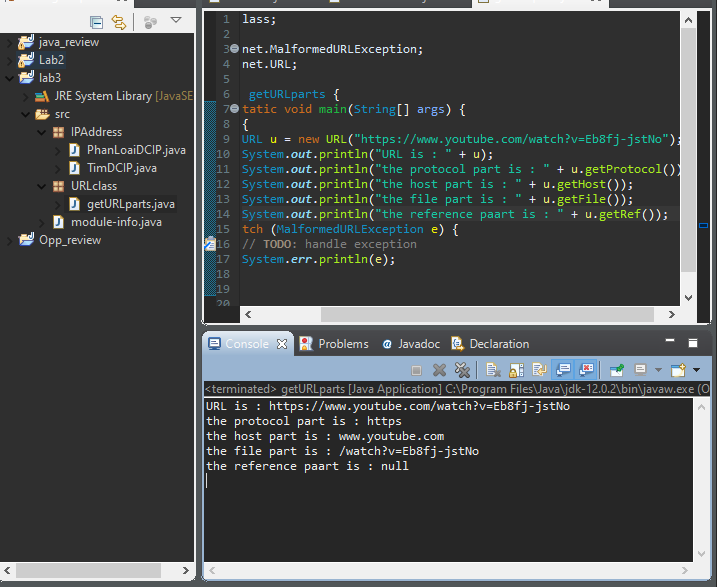 java_review
Lab2
lab3
JRE System Library [JavaSE
src
IPAddress
PhanLoaiDCIP.java
TimDCIP.java
URLclass
getURLparts.java
module-info.java
Opp_review
1 lass;
2
3 net.MalformedURLException;
4 net.URL;
5
6 getURLparts {
7 tatic void main(String[] args) {
8 {
9 URL u = new URL("https://www.youtube.com/watch?v=Eb8fj-jstNo");
10 System.out.println("URL is : " + u);
11 System.out.println("the protocol part is : " + u.getProtocol())
12 System.out.println("the host part is : " + u.getHost());
13 System.out.println("the file part is : " + u.getFile());
14 System.out.println("the reference paart is : " + u.getRef());
15 tch (MalformedURLException e) {
16 // TODO: handle exception
17 System.err.println(e);
18
19
20
Console Problems @ Javadoc Declaration
<terminated> getURLparts [Java Application] C:\Program Files\Java\jdk-12.0.2\bin\javaw.exe (O
URL is : https://www.youtube.com/watch?v=Eb8fj-jstNo
the protocol part is : https
the host part is : www.youtube.com
the file part is : /watch?v=Eb8fj-jstNo
the reference paart is : null